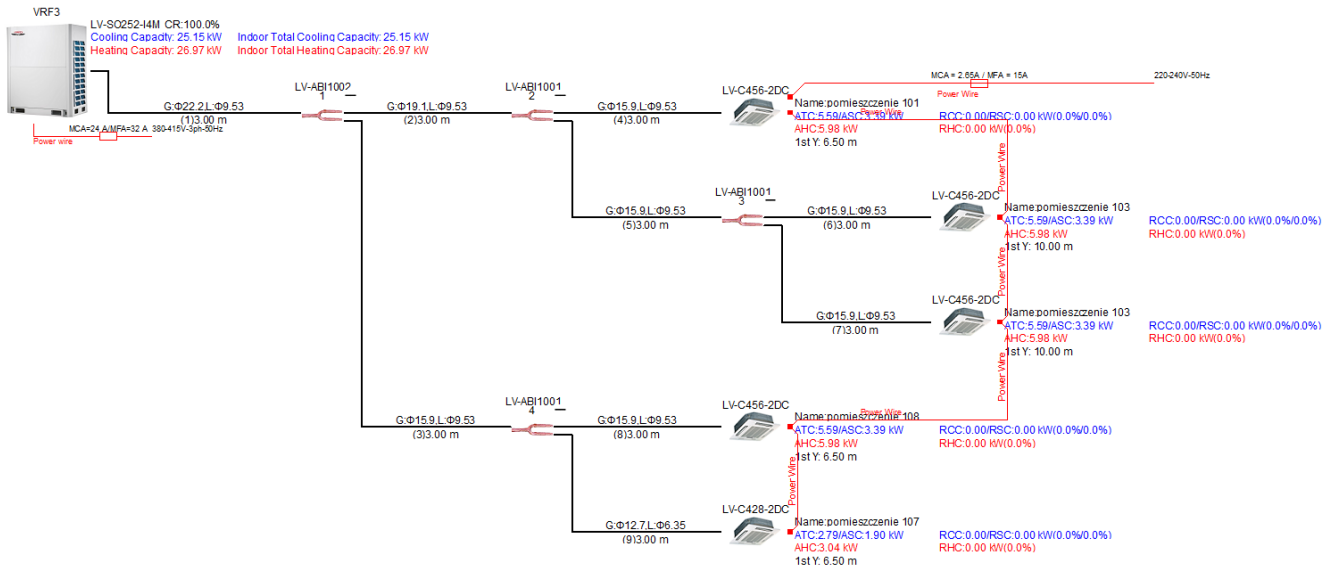 VRF3
LV-SO252-I4M CR:100.0%
Cooling Capacity: 25.15 kW Indoor Total Cooling Capacity: 25.15 kW
Heating Capacity: 26.97 kW Indoor Total Heating Capacity: 26.97 kW
MCA=24 A/MFA=32 A 380-415V-3ph-50Hz
Power wire
G:Φ22.2,L:Φ9.53
(1)3.00 m
LV-ABI1002
1
G:Φ19.1,L:Φ9.53
(2)3.00 m
LV-ABI1001
2
G:Φ15.9,L:Φ9.53
(4)3.00 m
LV-C456-2DC
MCA = 2.65A / MFA = 15A
Power Wire
220-240V-50Hz
Name:pomieszczenie 101
Power Wire
ATC:5.59/ASC:3.39 kW RCC:0.00/RSC:0.00 kW(0.0%/0.0%)
AHC:5.98 kW RHC:0.00 kW(0.0%)
1st Y: 6.50 m
Power Wire
G:Φ15.9,L:Φ9.53
(5)3.00 m
LV-ABI1001
3
G:Φ15.9,L:Φ9.53
(6)3.00 m
LV-C456-2DC
Name:pomieszczenie 103
ATC:5.59/ASC:3.39 kW RCC:0.00/RSC:0.00 kW(0.0%/0.0%)
AHC:5.98 kW RHC:0.00 kW(0.0%)
1st Y: 10.00 m
Power Wire
G:Φ15.9,L:Φ9.53
(7)3.00 m
LV-C456-2DC
Name:pomieszczenie 103
ATC:5.59/ASC:3.39 kW RCC:0.00/RSC:0.00 kW(0.0%/0.0%)
AHC:5.98 kW RHC:0.00 kW(0.0%)
1st Y: 10.00 m
Power Wire
G:Φ15.9,L:Φ9.53
(3)3.00 m
LV-ABI1001
4
G:Φ15.9,L:Φ9.53
(8)3.00 m
LV-C456-2DC
Name:pomieszczenie 108
Power Wire
ATC:5.59/ASC:3.39 kW RCC:0.00/RSC:0.00 kW(0.0%/0.0%)
AHC:5.98 kW RHC:0.00 kW(0.0%)
1st Y: 6.50 m
Power Wire
G:Φ12.7,L:Φ6.35
(9)3.00 m
LV-C428-2DC
Name:pomieszczenie 107
ATC:2.79/ASC:1.90 kW RCC:0.00/RSC:0.00 kW(0.0%/0.0%)
AHC:3.04 kW RHC:0.00 kW(0.0%)
1st Y: 6.50 m